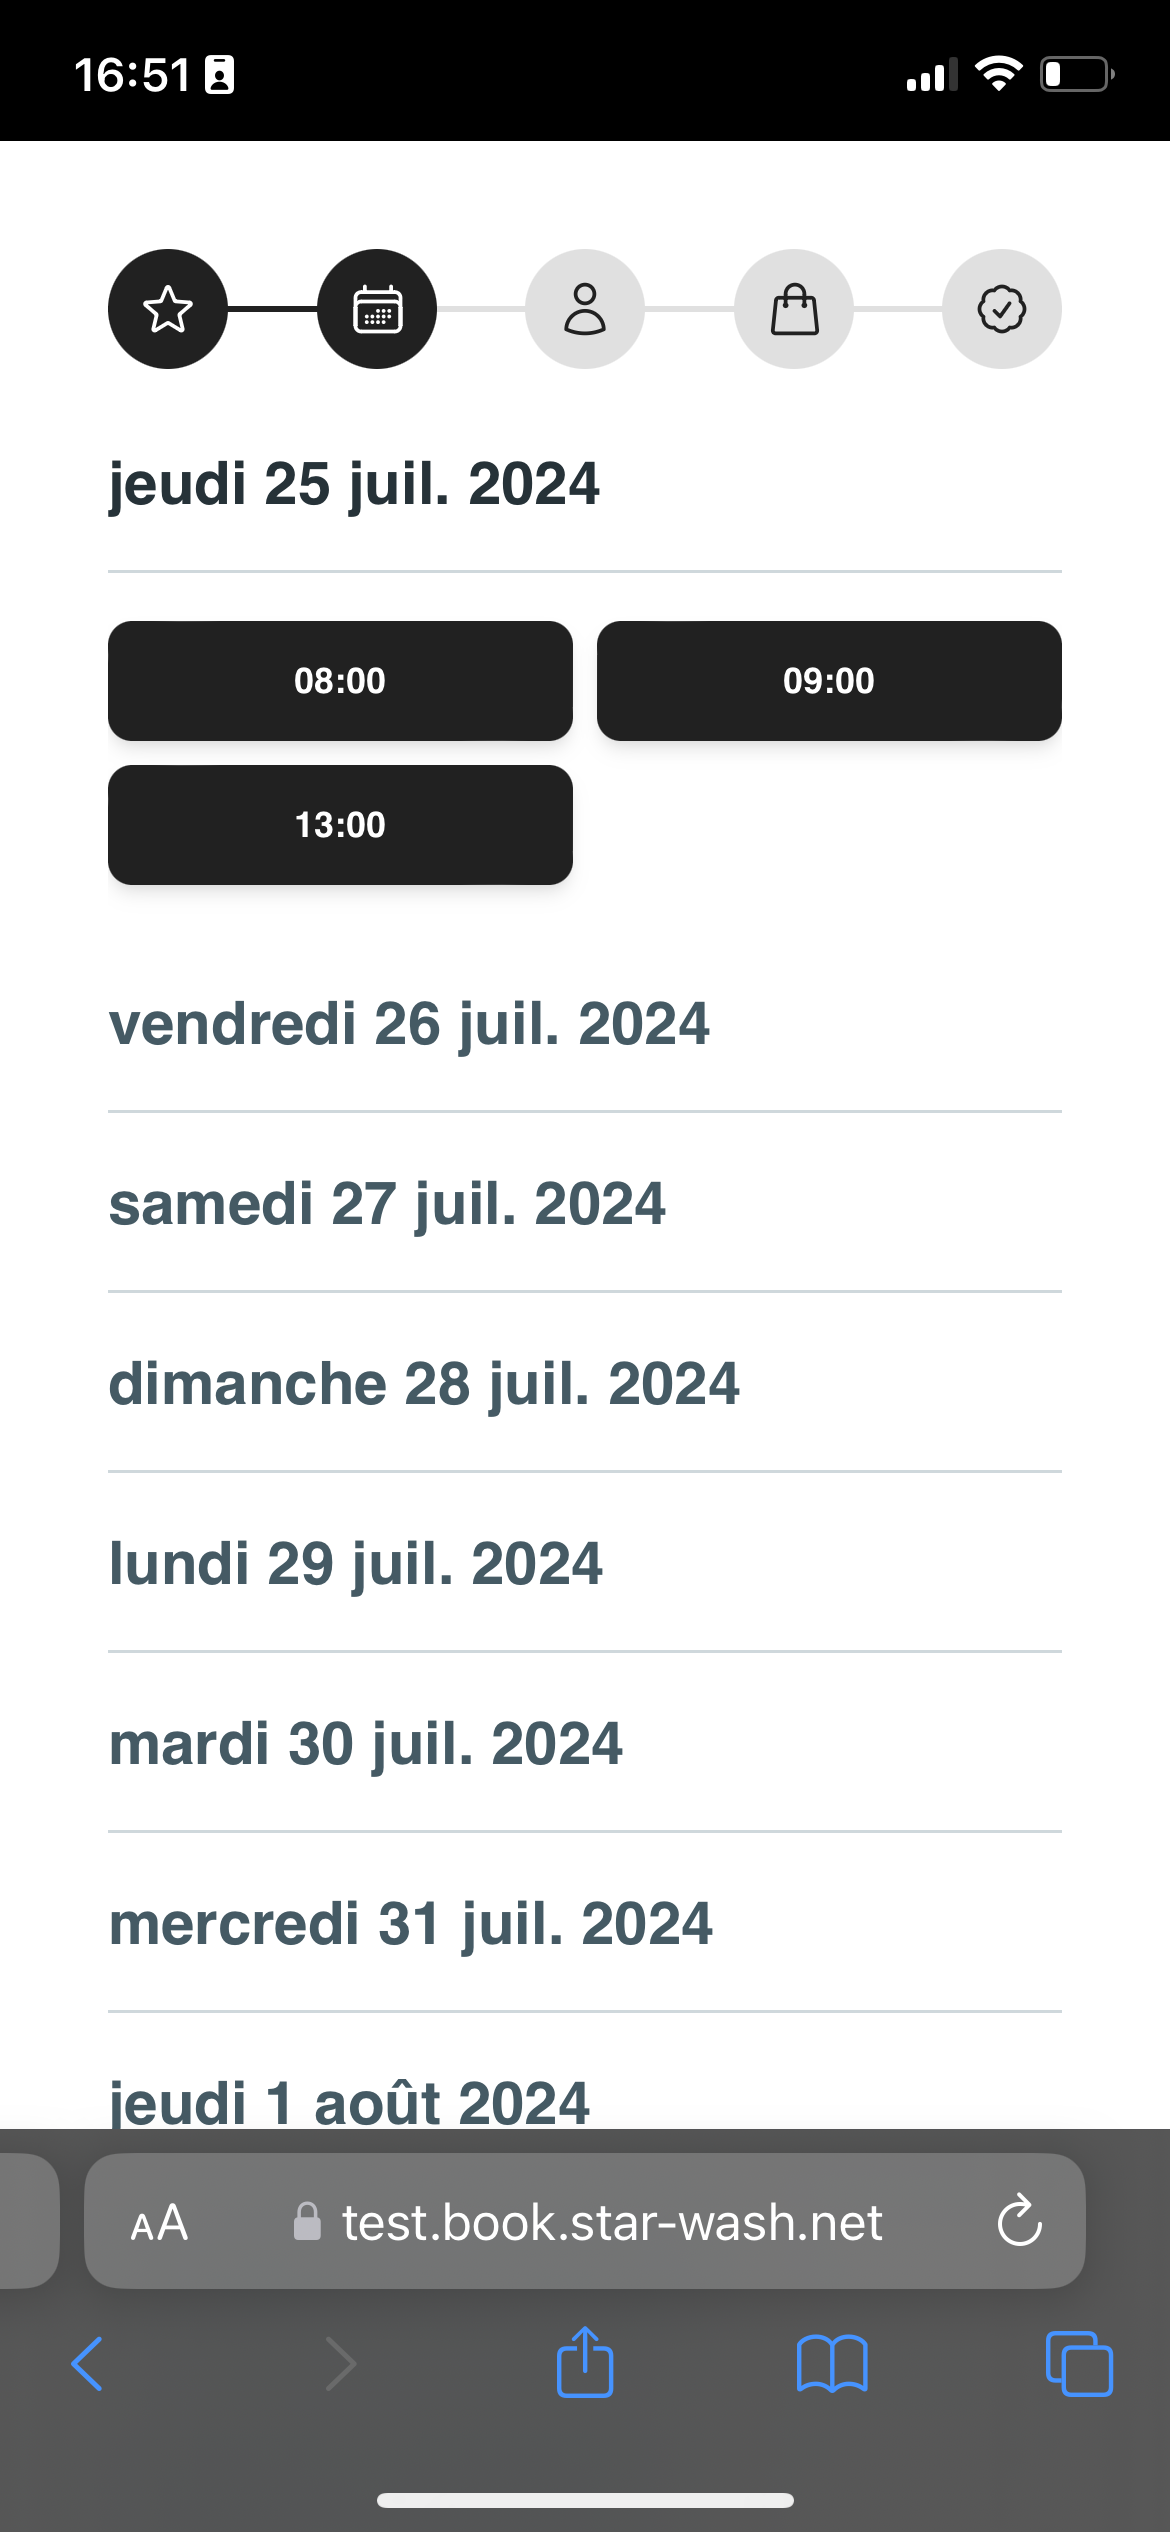 16:51
jeudi 25 juil. 2024
08:00
09:00
13:00
vendredi 26 juil. 2024
samedi 27 juil. 2024
dimanche 28 juil. 2024
lundi 29 juil. 2024
mardi 30 juil. 2024
mercredi 31 juil. 2024
jeudi 1 août 2024
AA test.book.star-wash.net